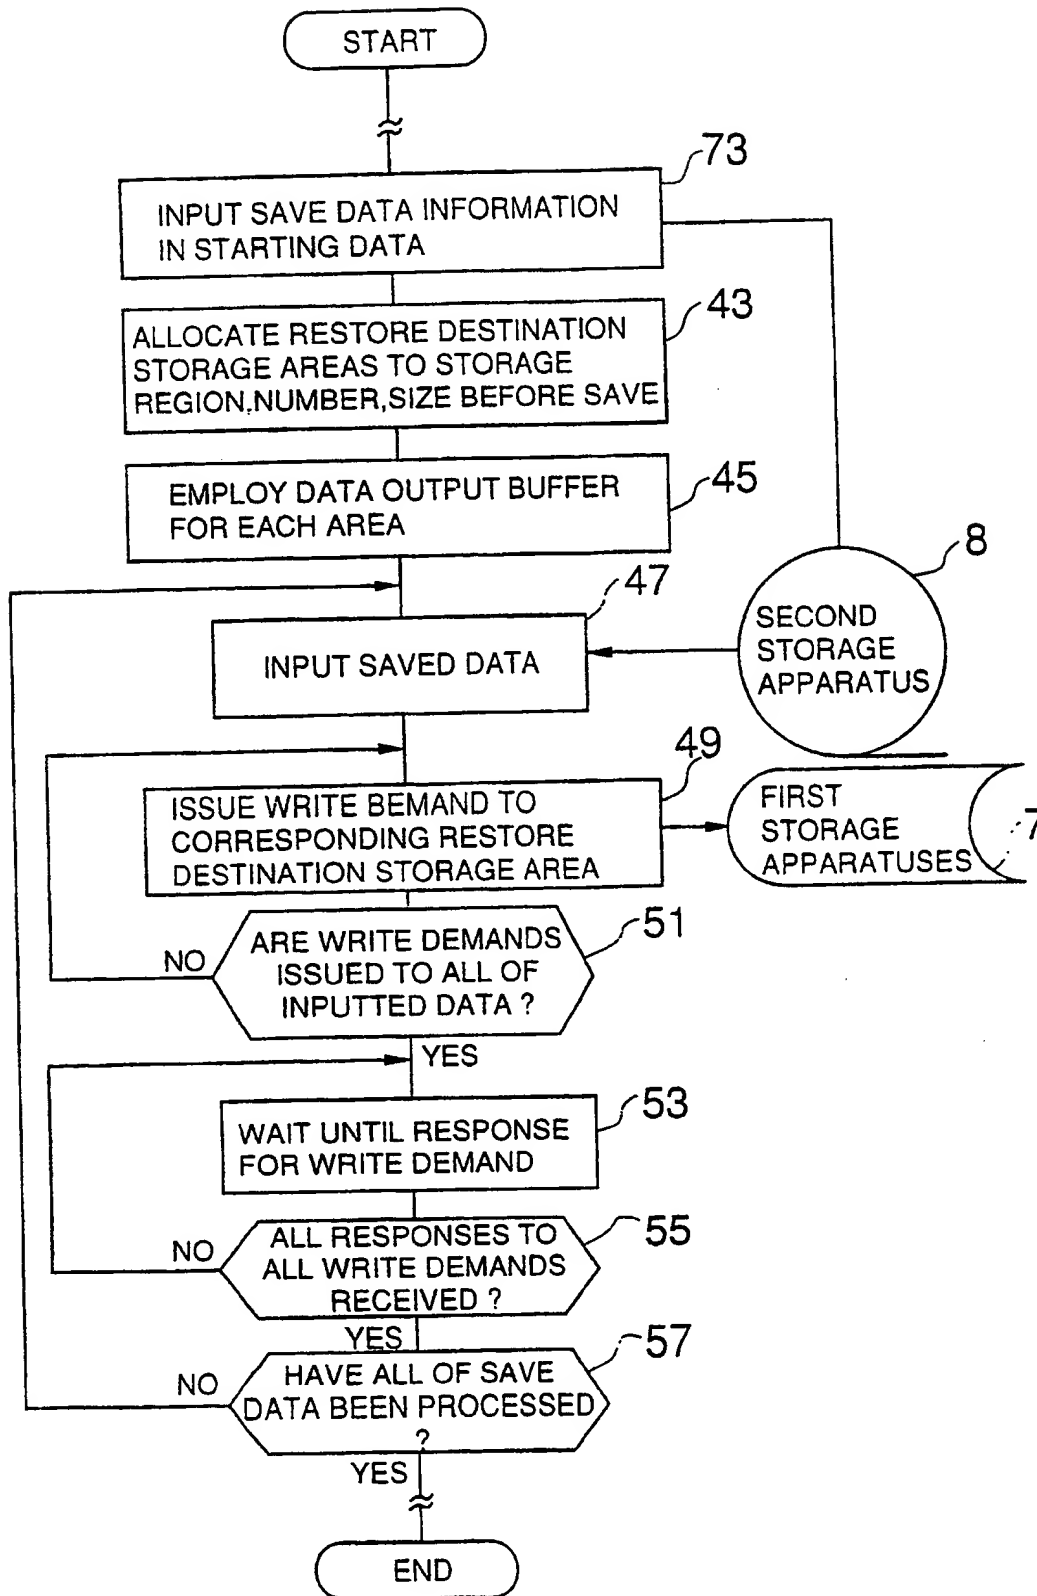 START
73
INPUT SAVE DATA INFORMATION
IN STARTING DATA
43
ALLOCATE RESTORE DESTINATION
STORAGE AREAS TO STORAGE
REGION,NUMBER,SIZE BEFORE SAVE
45
EMPLOY DATA OUTPUT BUFFER
FOR EACH AREA
8
47
SECOND
STORAGE
APPARATUS
INPUT SAVED DATA
49
ISSUE WRITE BEMAND TO
CORRESPONDING RESTORE
DESTINATION STORAGE AREA
FIRST
STORAGE
APPARATUSES
7
51
ARE WRITE DEMANDS
ISSUED TO ALL OF
INPUTTED DATA ?
NO
YES
53
WAIT UNTIL RESPONSE
FOR WRITE DEMAND
55
ALL RESPONSES TO
ALL WRITE DEMANDS
RECEIVED ?
NO
YES
57
HAVE ALL OF SAVE
DATA BEEN PROCESSED
?
NO
YES
END